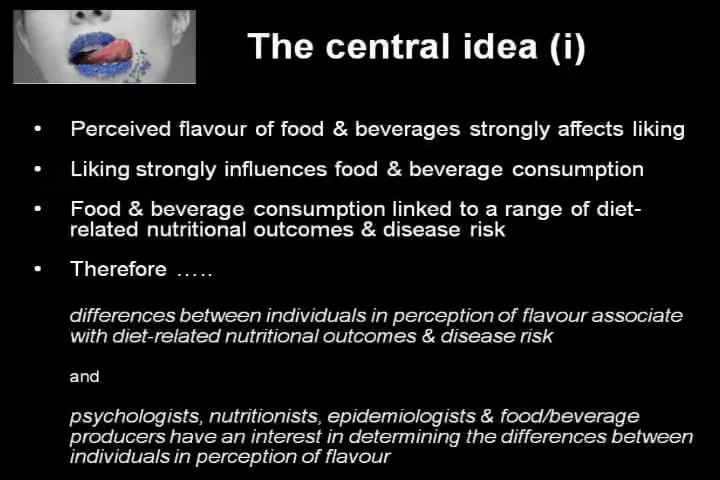 The central idea (i)
• Perceived flavour of food & beverages strongly affects liking
• Liking strongly influences food & beverage consumption
• Food & beverage consumption linked to a range of diet-
related nutritional outcomes & disease risk
• Therefore …..
differences between individuals in perception of flavour associate
with diet-related nutritional outcomes & disease risk
and
psychologists, nutritionists, epidemiologists & food/beverage
producers have an interest in determining the differences between
individuals in perception of flavour